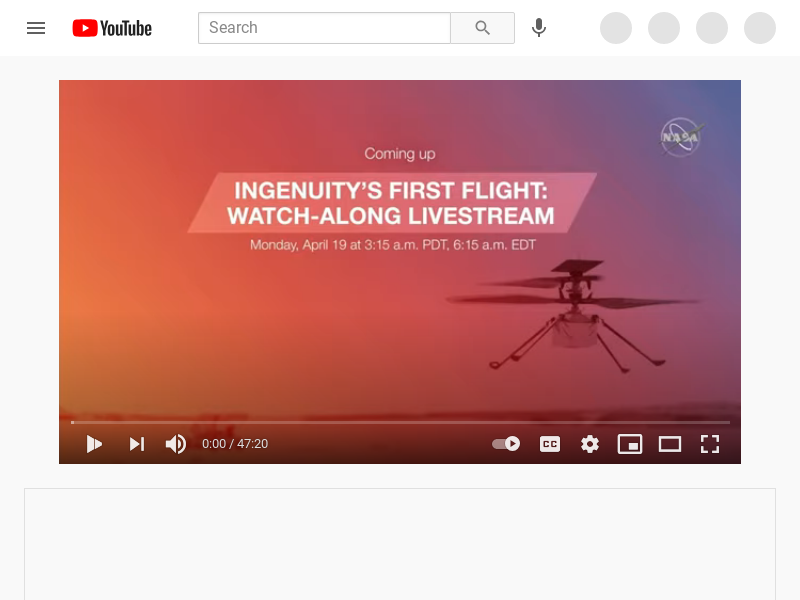 YouTube
Search
NASA
Coming up
INGENUITY'S FIRST FLIGHT:
WATCH-ALONG LIVESTREAM
Monday, April 19 at 3:15 a.m. PDT, 6:15 a.m. EDT
0:00 / 47:20
CC